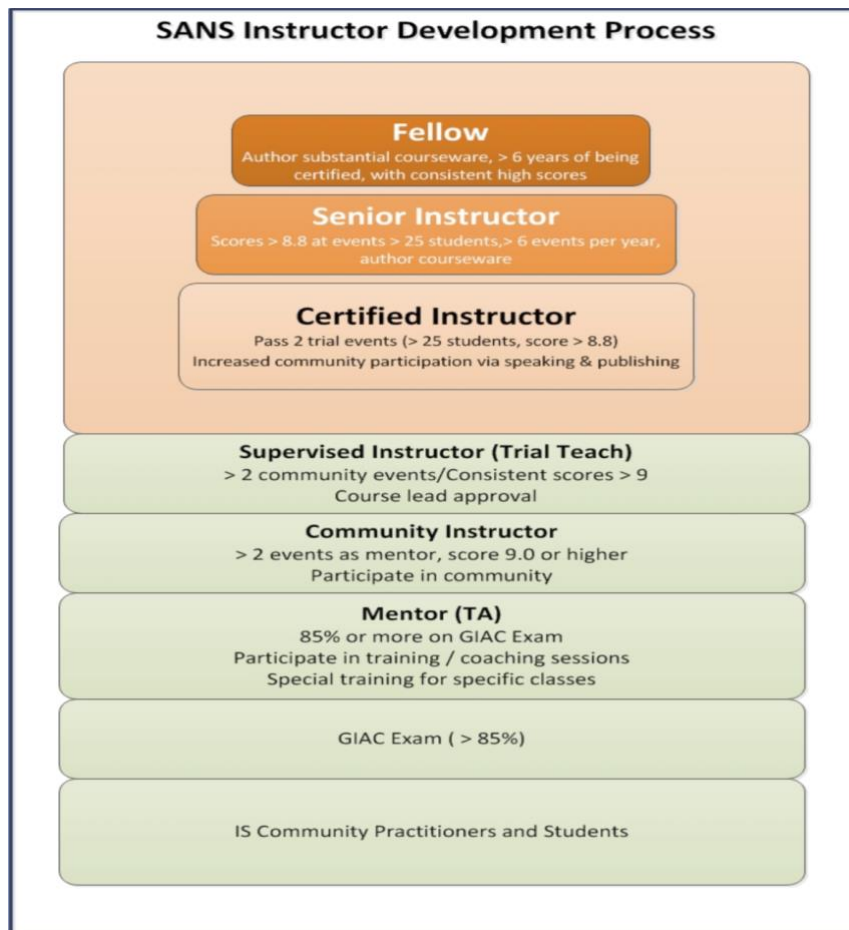 SANS Instructor Development Process
Fellow
Author substantial courseware, > 6 years of being
certified, with consistent high scores
Senior Instructor
Scores > 8.8 at events > 25 students,> 6 events per year,
author courseware
Certified Instructor
Pass 2 trial events (> 25 students, score > 8.8)
Increased community participation via speaking & publishing
Supervised Instructor (Trial Teach)
> 2 community events/Consistent scores > 9
Course lead approval
Community Instructor
> 2 events as mentor, score 9.0 or higher
Participate in community
Mentor (TA)
85% or more on GIAC Exam
Participate in training / coaching sessions
Special training for specific classes
GIAC Exam ( > 85%)
IS Community Practitioners and Students